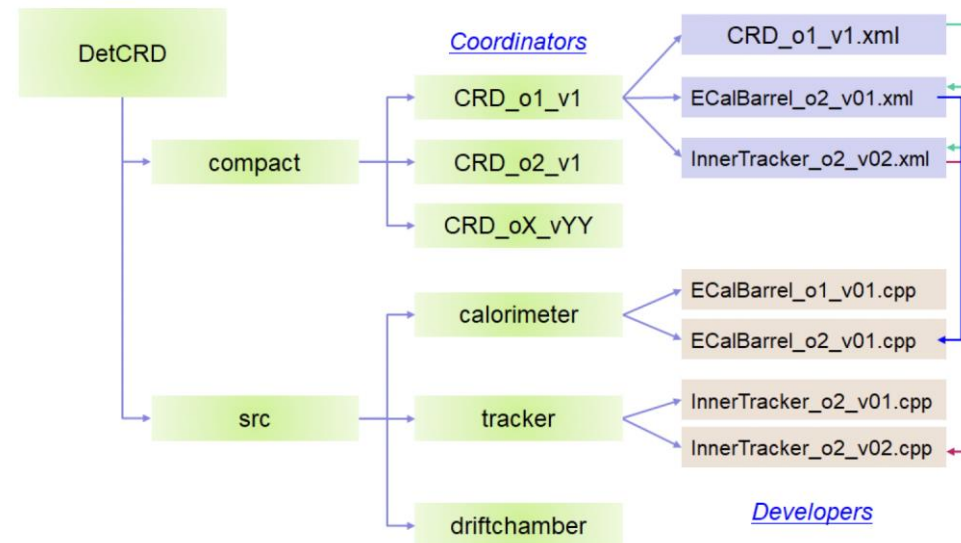 DetCRD
Coordinators
CRD_o1_v1.xml
CRD_o1_v1
ECalBarrel_o2_v01.xml
compact
CRD_o2_v1
InnerTracker_o2_v02.xml
CRD_oX_vYY
calorimeter
ECalBarrel_o1_v01.cpp
ECalBarrel_o2_v01.cpp
src
tracker
InnerTracker_o2_v01.cpp
InnerTracker_o2_v02.cpp
driftchamber
Developers